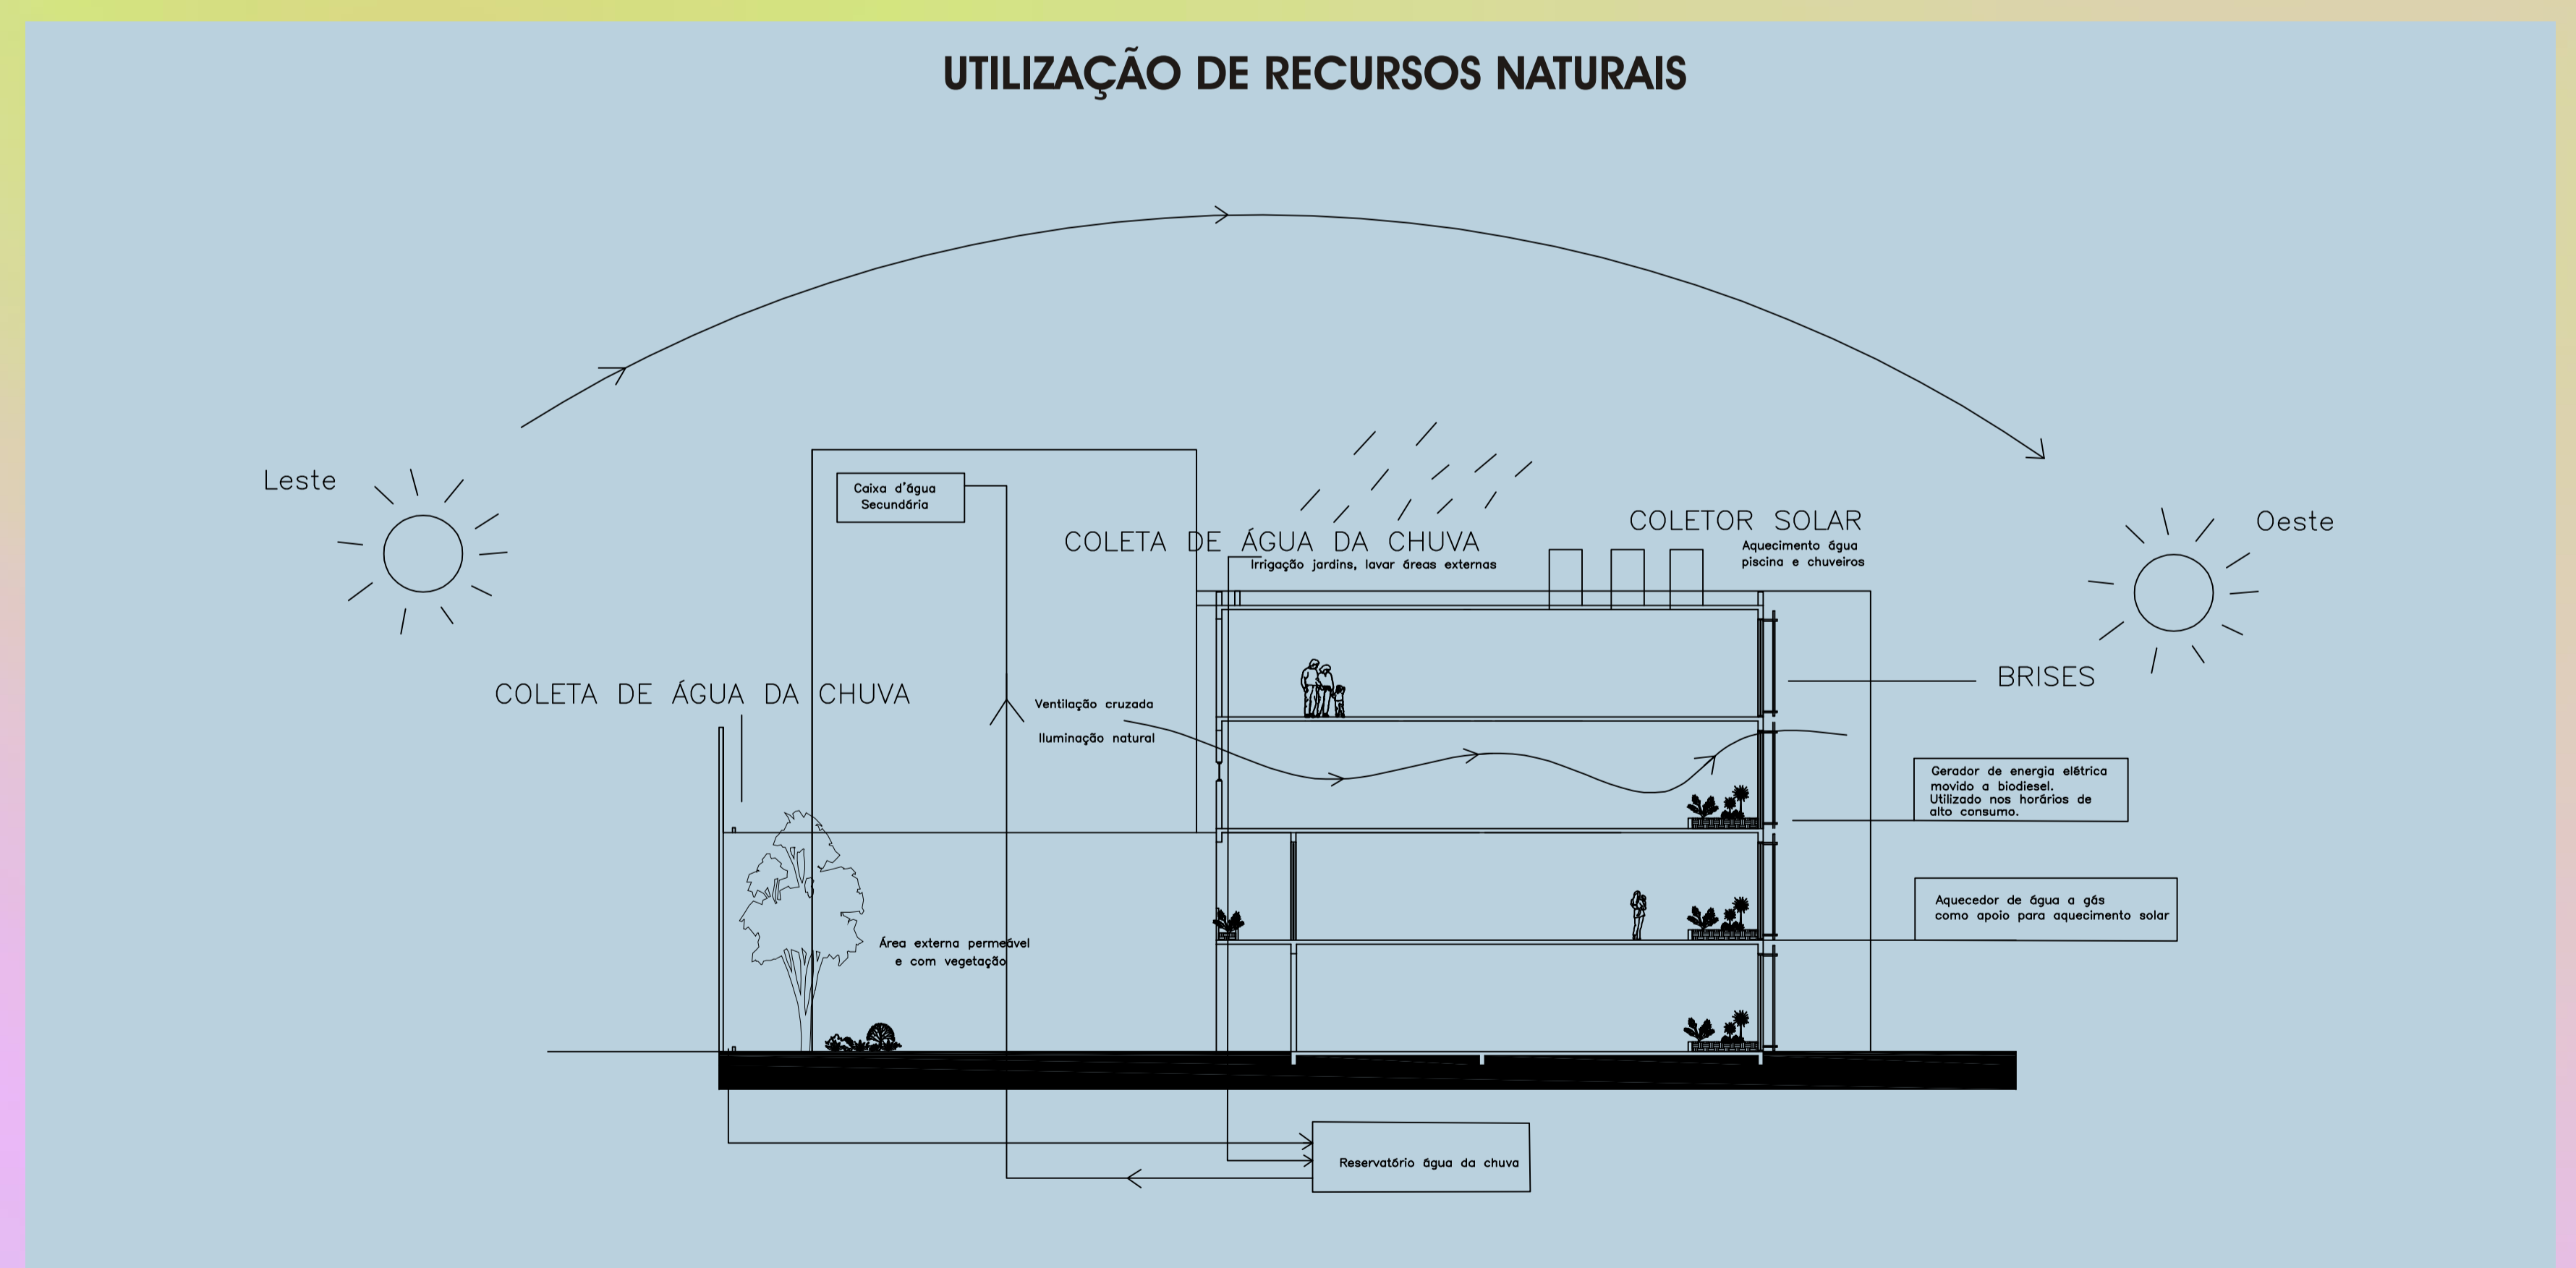 UTILIZAÇÃO DE RECURSOS NATURAIS
Leste
Caixa d'água
Secundária
COLETA DE ÁGUA DA CHUVA
Irrigação jardins, lavar áreas externas
COLETOR SOLAR
Aquecimento água
piscina e chuveiros
Oeste
COLETA DE ÁGUA DA CHUVA
Ventilação cruzada
Iluminação natural
BRISES
Gerador de energia elétrica
movido a biodiesel.
Utilizado nos horários de
alto consumo.
Aquecedor de água a gás
como apoio para aquecimento solar
Área externa permeável
e com vegetação
Reservatório água da chuva